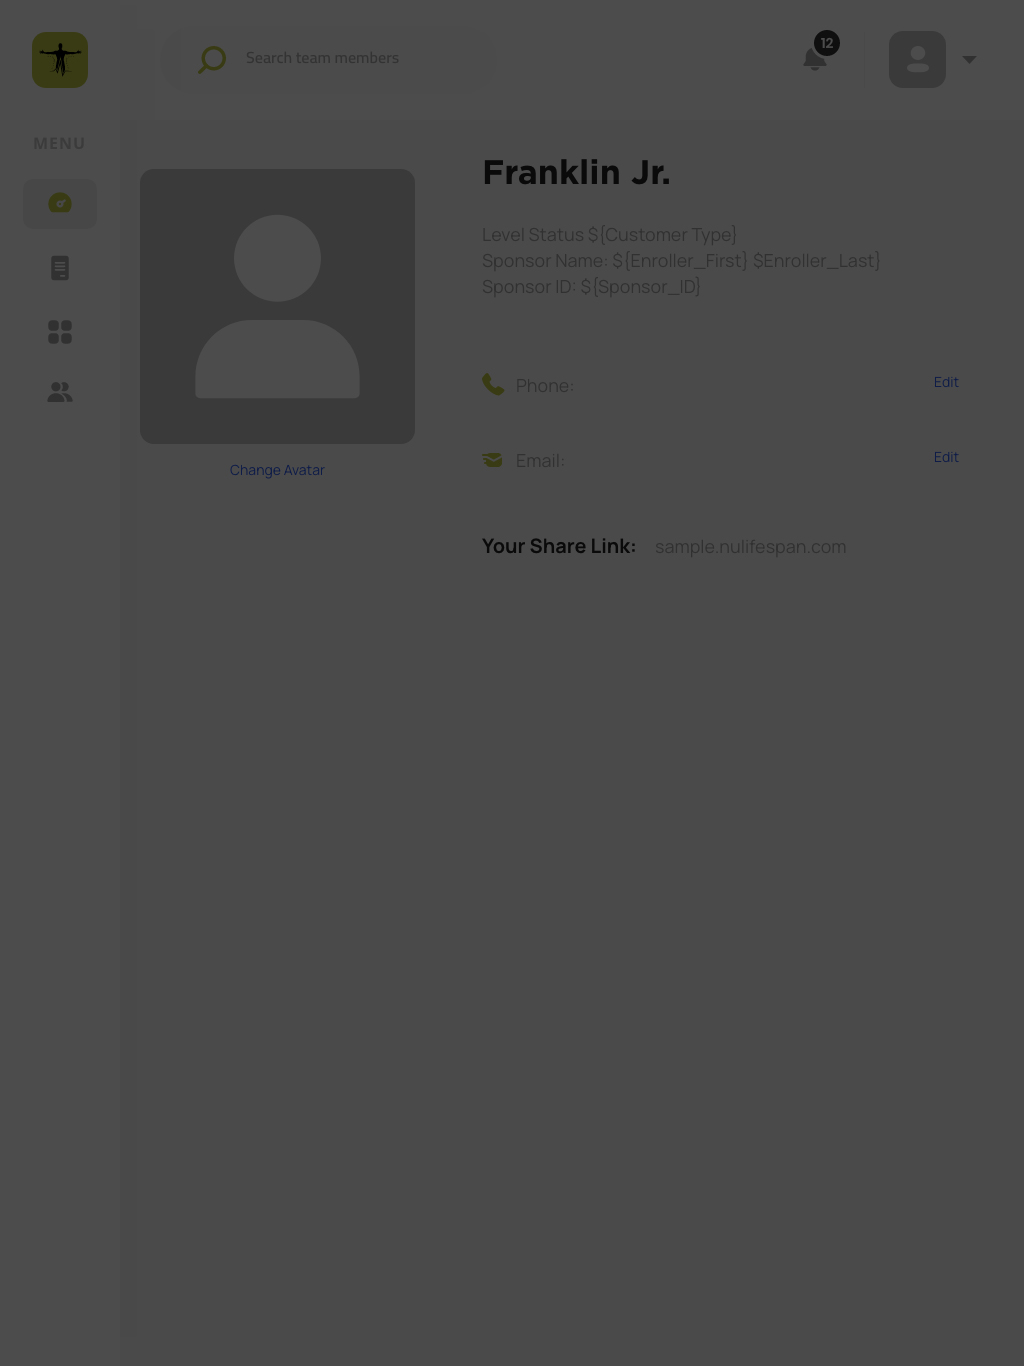 Search team members
12
MENU
Franklin Jr.
Level Status ${Customer Type}
Sponsor Name: ${Enroller_First} $Enroller_Last}
Sponsor ID: ${Sponsor_ID}
Phone:
Edit
Email:
Edit
Change Avatar
Your Share Link: sample.nulifespan.com